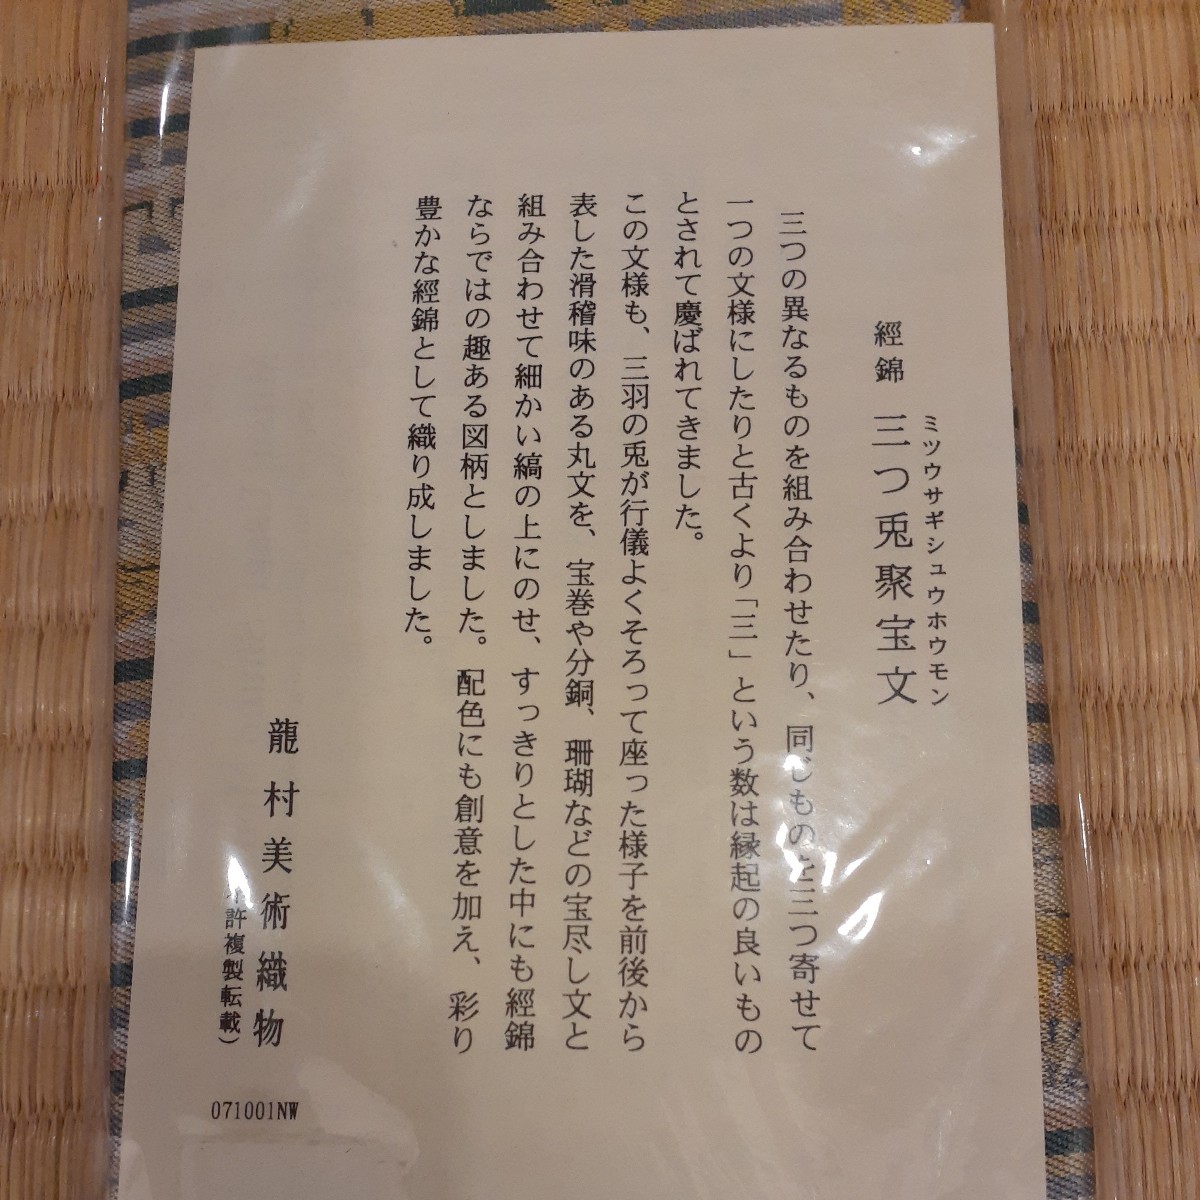 ミツウサギシュウホウモン
經錦 三つ兎聚宝文
三つの異なるものを組み合わせたり、同じものを三つ寄せて
一つの文様にしたりと古くより「三」という数は縁起の良いもの
とされて慶ばれてきました。
この文様も、三羽の兎が行儀よくそろって座った様子を前後から
表した滑稽味のある丸文を、宝巻や分銅、珊瑚などの宝尽し文と
組み合わせて細かい縞の上にのせ、すっきりとした中にも經錦
ならではの趣ある図柄としました。配色にも創意を加え、彩り
豊かな經錦として織り成しました。
龍村美術織物
許複製転載)
071001NW